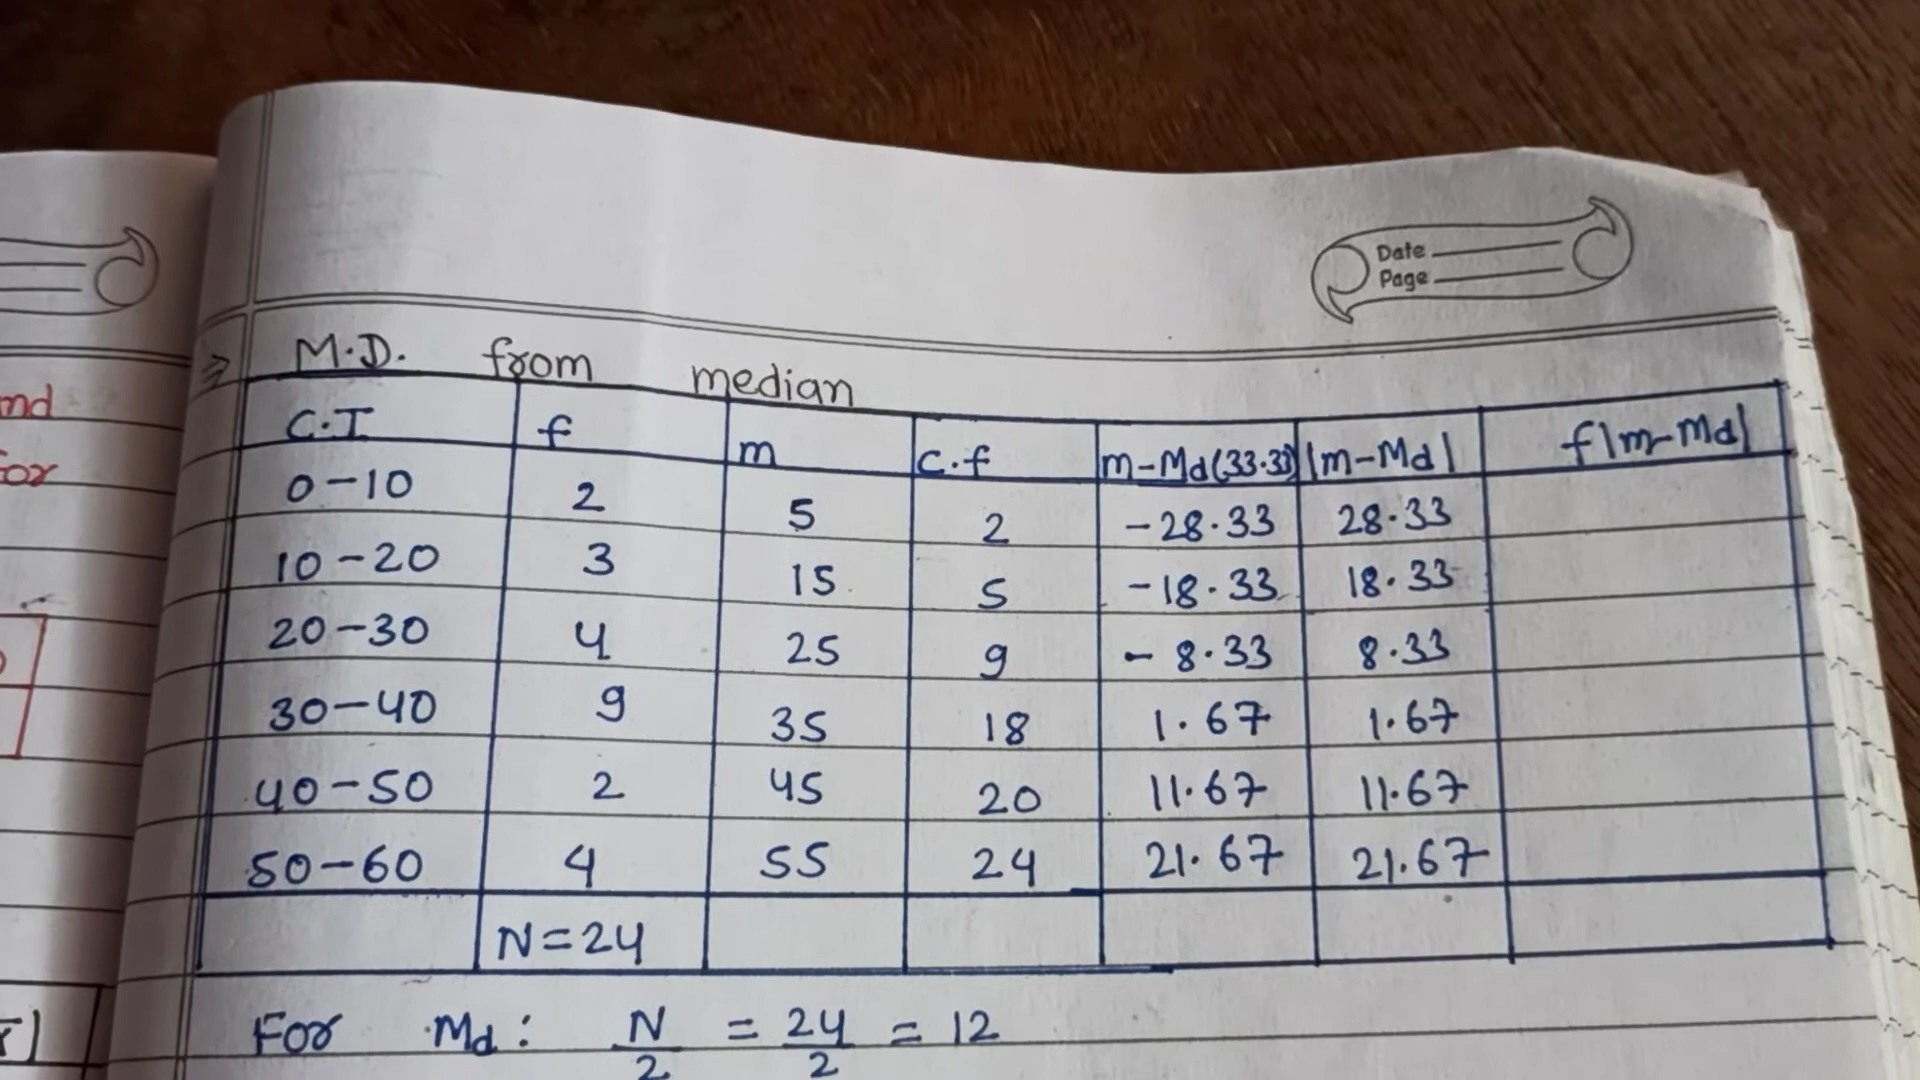 Date
Page
M.D. from median
C.I f m c.f m-Md(33.33) |m-Md| f|m-Md|
0-10 2 5 2 -28.33 28.33
10-20 3 15 5 -18.33 18.33
20-30 4 25 9 -8.33 8.33
30-40 9 35 18 1.67 1.67
40-50 2 45 20 11.67 11.67
50-60 4 55 24 21.67 21.67
N=24
For Md: N/2 = 24/2 = 12